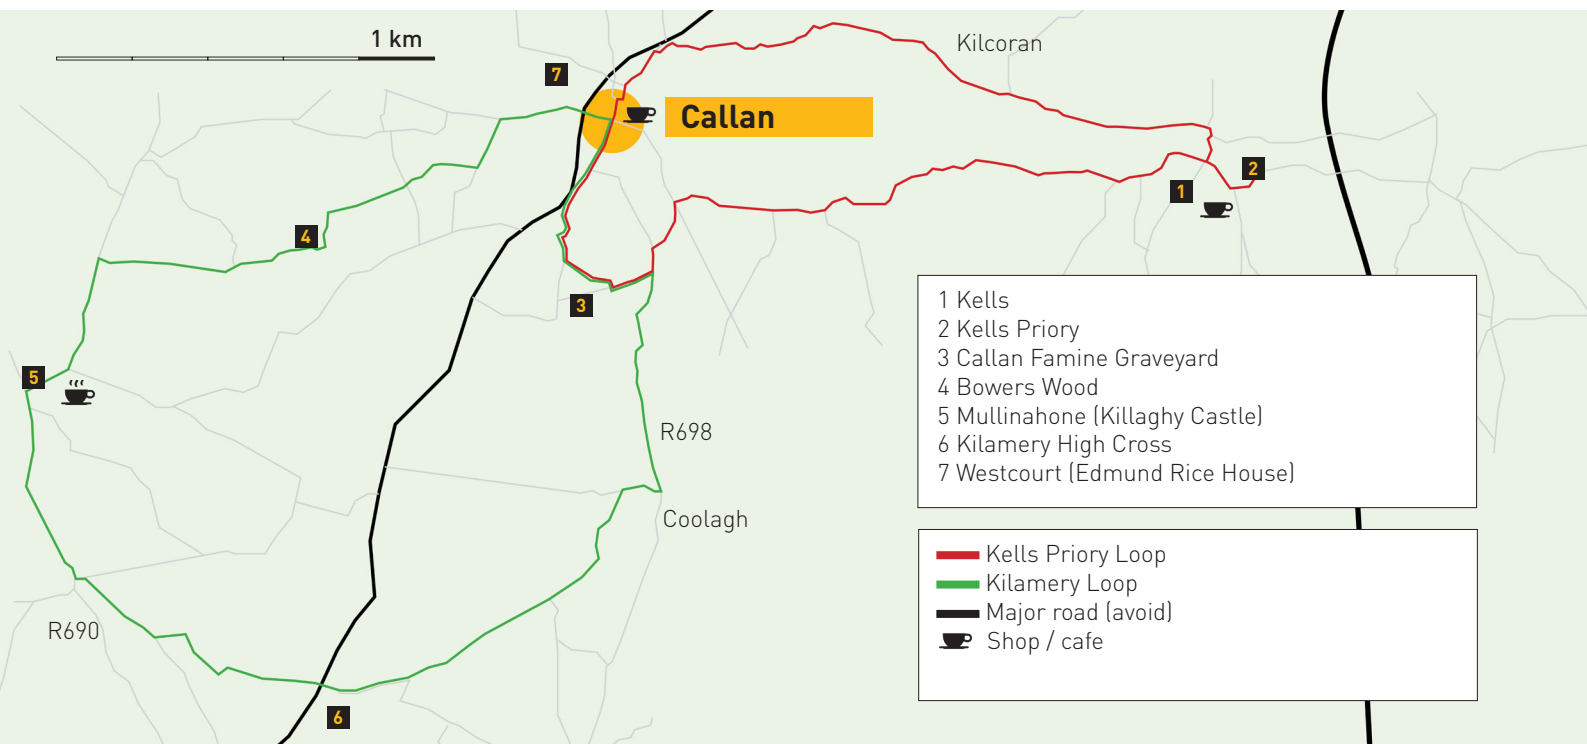 1 km
Kilcoran
7
Callan
2
1
4
3
1 Kells
2 Kells Priory
3 Callan Famine Graveyard
4 Bowers Wood
5 Mullinahone (Killaghy Castle)
6 Kilamery High Cross
7 Westcourt (Edmund Rice House)
5
R698
Coolagh
Kells Priory Loop
Kilamery Loop
Major road (avoid)
Shop / cafe
R690
6